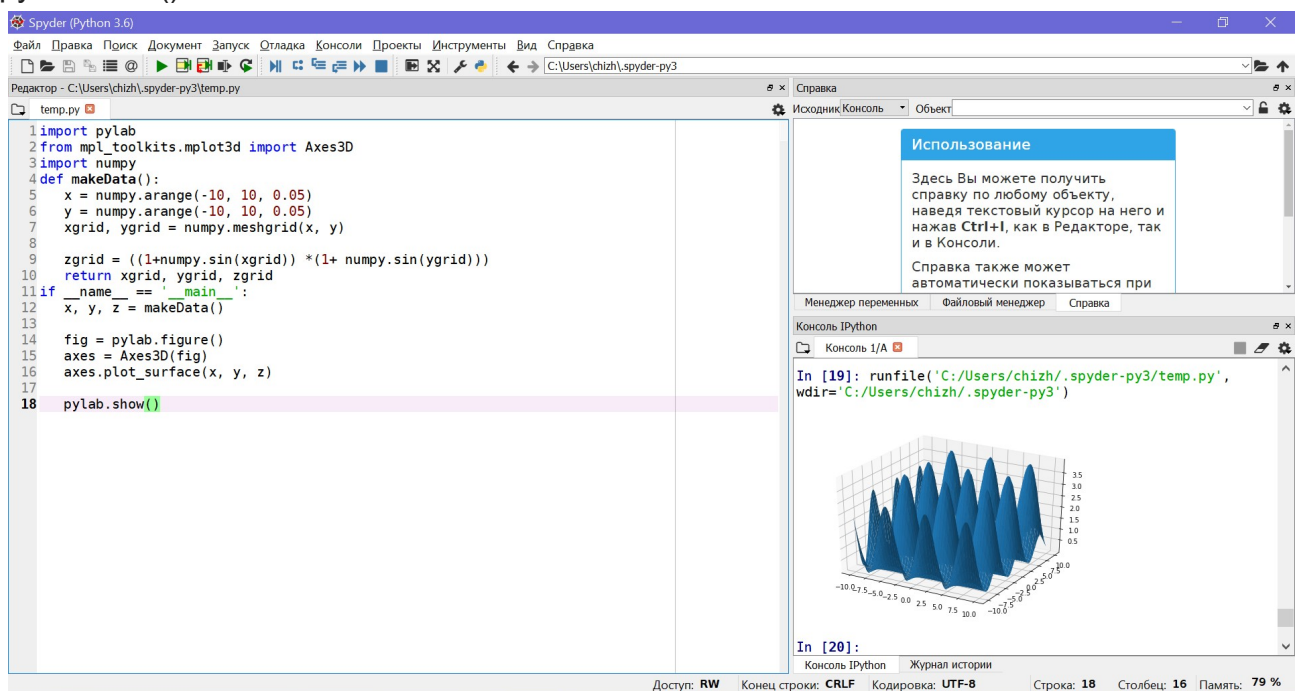 Spyder (Python 3.6)
Файл Правка Поиск Документ Запуск Отладка Консоли Проекты Инструменты Вид Справка
C:\Users\chizh\.spyder-py3
Редактор - C:\Users\chizh\.spyder-py3\temp.py
temp.py
1 import pylab
2 from mpl_toolkits.mplot3d import Axes3D
3 import numpy
4 def makeData():
5    x = numpy.arange(-10, 10, 0.05)
6    y = numpy.arange(-10, 10, 0.05)
7    xgrid, ygrid = numpy.meshgrid(x, y)
8
9    zgrid = ((1+numpy.sin(xgrid)) *(1+ numpy.sin(ygrid)))
10    return xgrid, ygrid, zgrid
11 if __name__ == '__main__':
12    x, y, z = makeData()
13
14    fig = pylab.figure()
15    axes = Axes3D(fig)
16    axes.plot_surface(x, y, z)
17
18    pylab.show()
Справка
Исходник Консоль Объект
Использование
Здесь Вы можете получить
справку по любому объекту,
наведя текстовый курсор на него и
нажав Ctrl+I, как в Редакторе, так
и в Консоли.
Справка также может
автоматически показываться при
Менеджер переменных Файловый менеджер Справка
Консоль IPython
Консоль 1/A
In [19]: runfile('C:/Users/chizh/.spyder-py3/temp.py',
wdir='C:/Users/chizh/.spyder-py3')
3.5
3.0
2.5
2.0
1.5
1.0
0.5
-10.0 -7.5 -5.0 -2.5 0.0 2.5 5.0 7.5 10.0
-10.0 -7.5 -5.0 -2.5 0.0 2.5 5.0 7.5 10.0
In [20]:
Консоль IPython Журнал истории
Доступ: RW Конец строки: CRLF Кодировка: UTF-8 Строка: 18 Столбец: 16 Память: 79 %